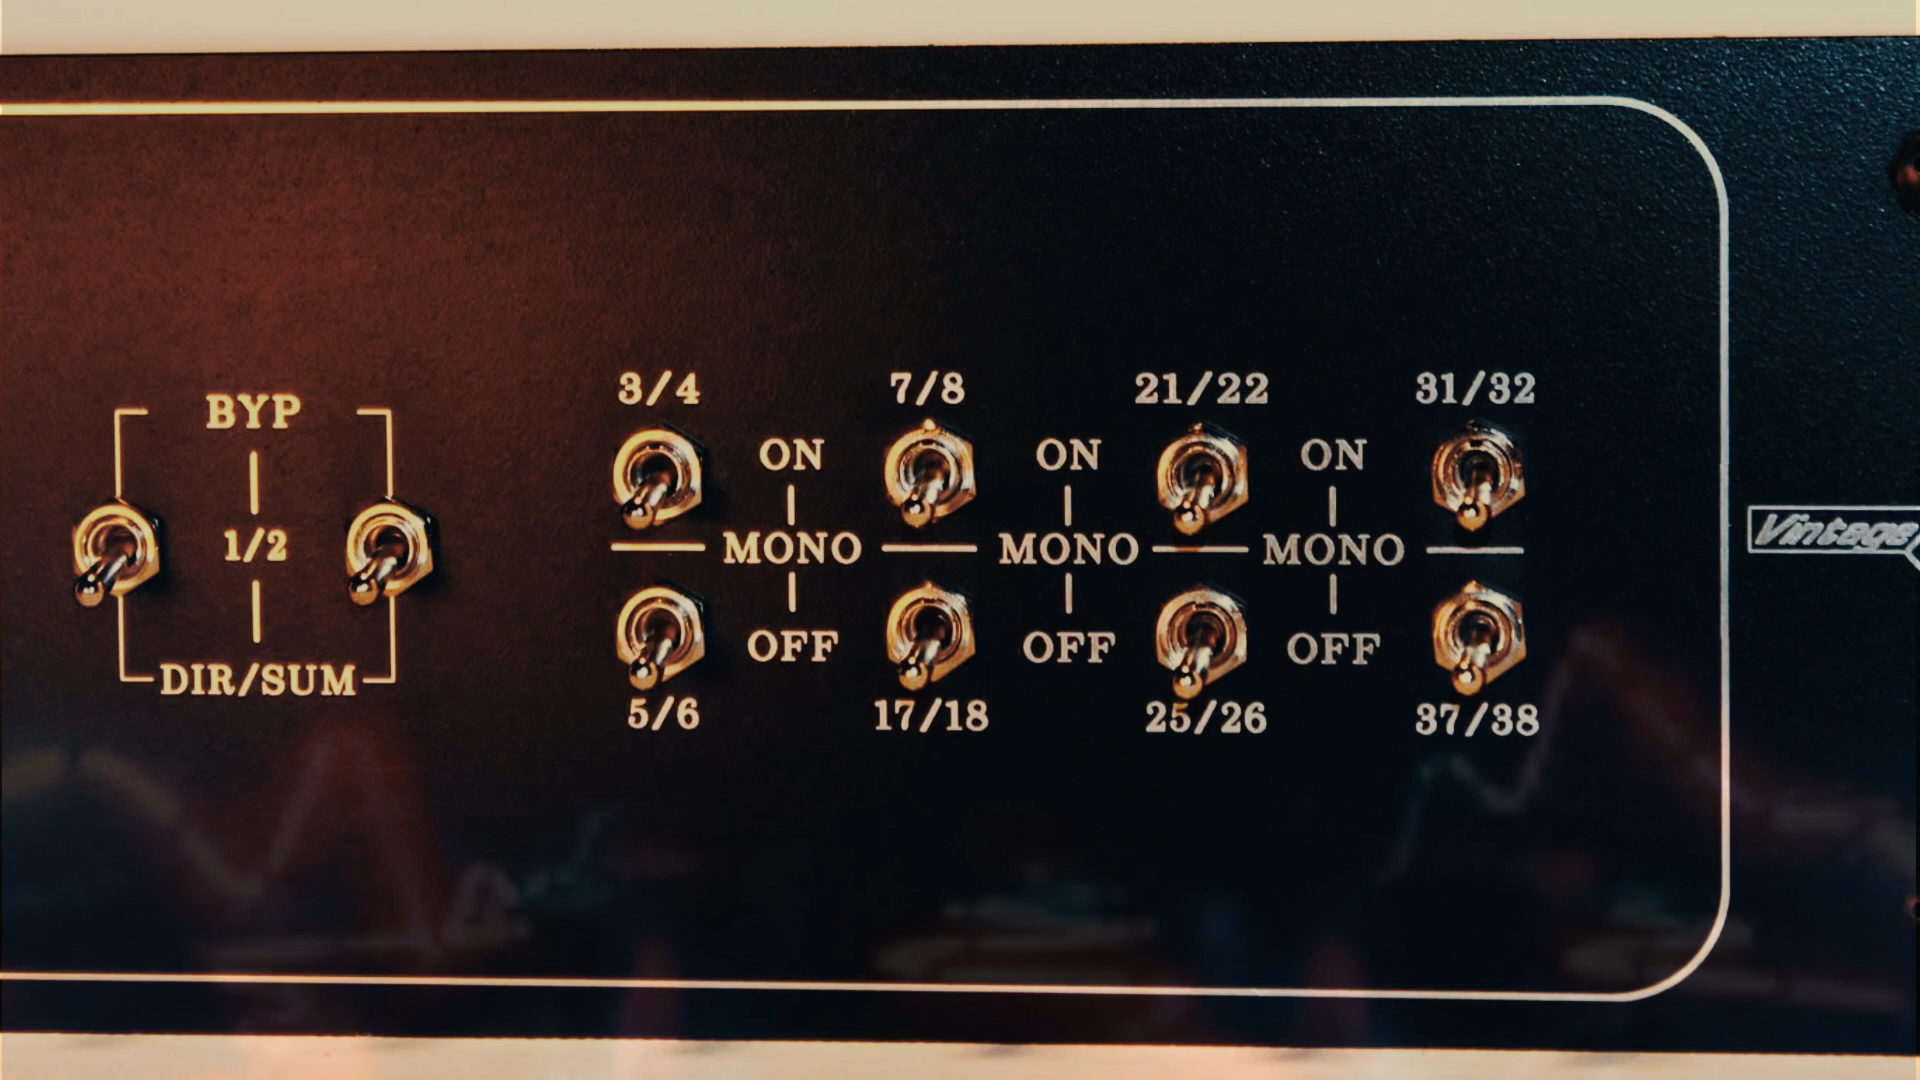 BYP
1/2
DIR/SUM
3/4 7/8 21/22 31/32
ON ON ON
MONO MONO MONO
OFF OFF OFF
5/6 17/18 25/26 37/38
Vintage